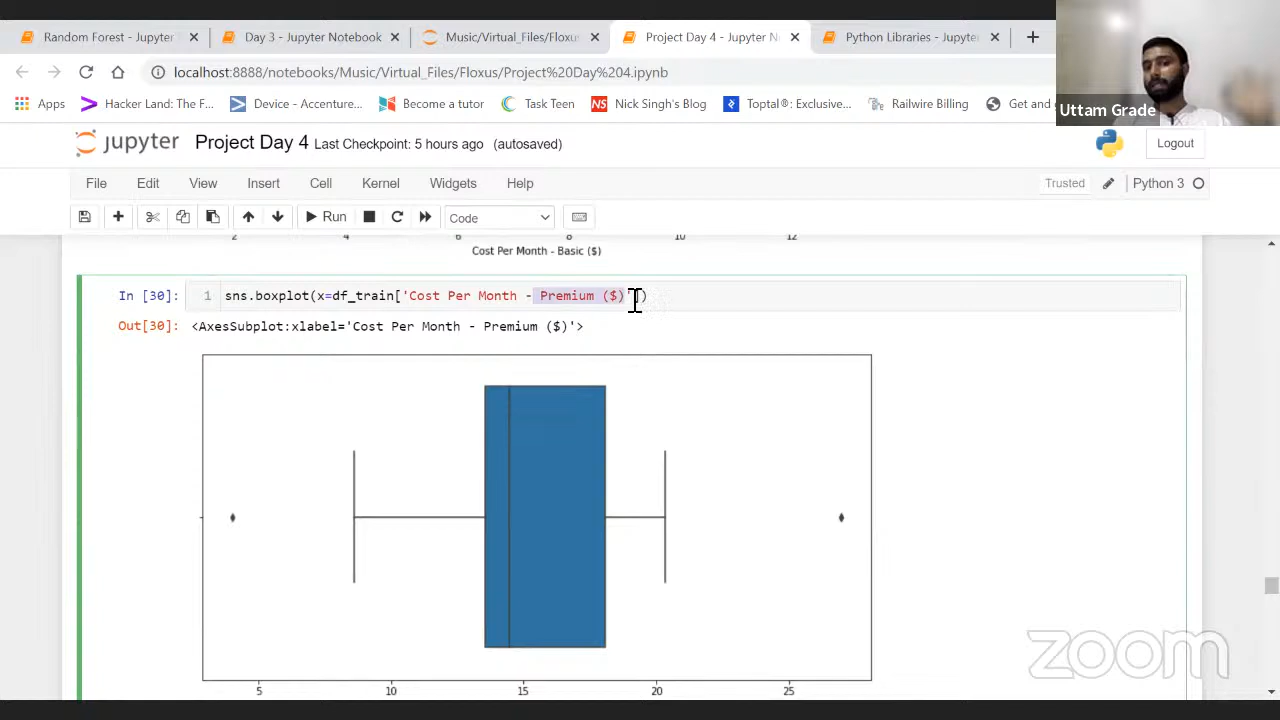 Random Forest - Jupyter
Day 3 - Jupyter Notebook
Music/Virtual_Files/Floxus
Project Day 4 - Jupyter N
Python Libraries - Jupyte
localhost:8888/notebooks/Music/Virtual_Files/Floxus/Project%20Day%204.ipynb
Apps
Hacker Land: The F...
Device - Accenture...
Become a tutor
Task Teen
NS
Nick Singh's Blog
Toptal®: Exclusive...
Railwire Billing
Get and
Uttam Grade
jupyter
Project Day 4 Last Checkpoint: 5 hours ago (autosaved)
Logout
File Edit View Insert Cell Kernel Widgets Help
Trusted
Python 3
Run
Code
2 4 6 8 10 12
Cost Per Month - Basic ($)
In [30]:
1 sns.boxplot(x=df_train['Cost Per Month - Premium ($)'])
Out[30]:
<AxesSubplot:xlabel='Cost Per Month - Premium ($)'>
5 10 15 20 25
zoom